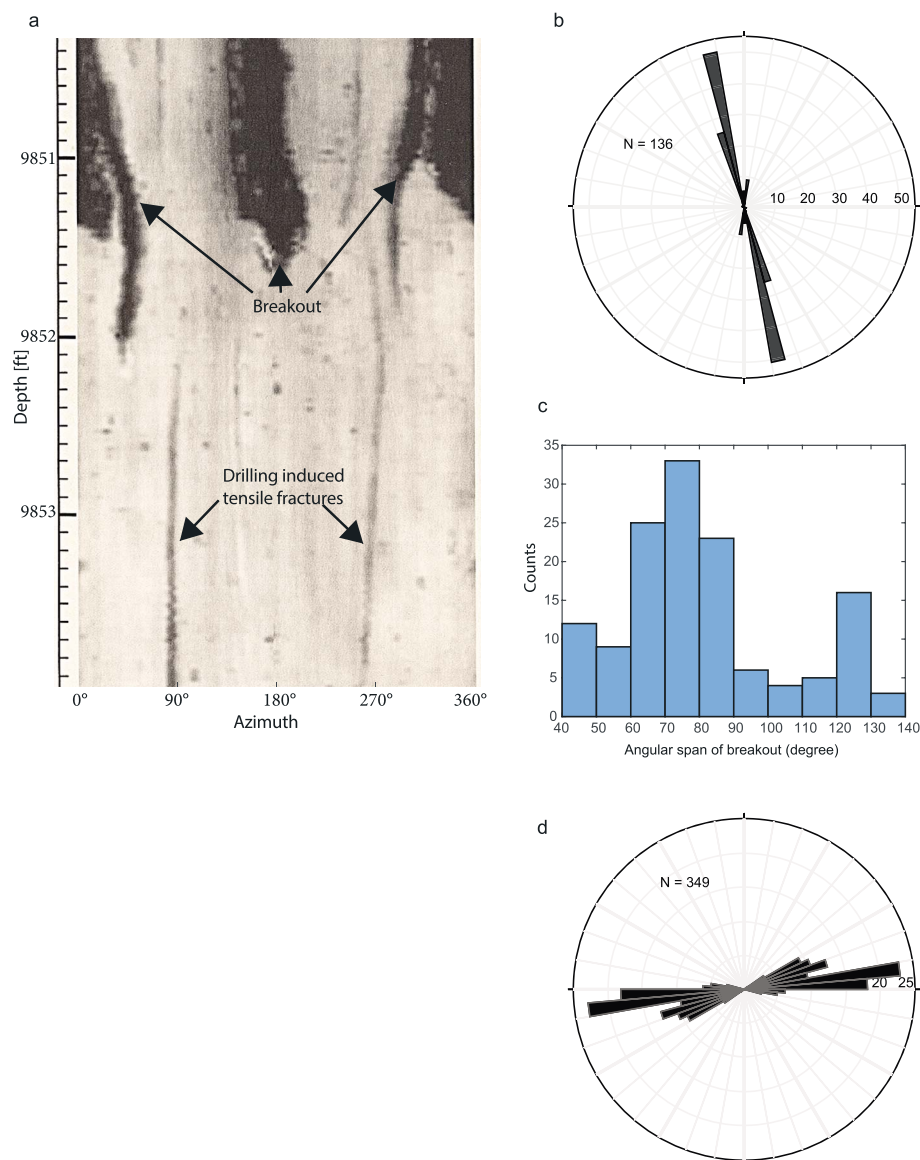 a
9851
9852
9853
Depth [ft]
Breakout
Drilling induced
tensile fractures
0°
90°
180°
270°
360°
Azimuth
b
N = 136
10 20 30 40 50
c
35
30
25
20
15
10
5
0
Counts
40 50 60 70 80 90 100 110 120 130 140
Angular span of breakout (degree)
d
N = 349
20 25